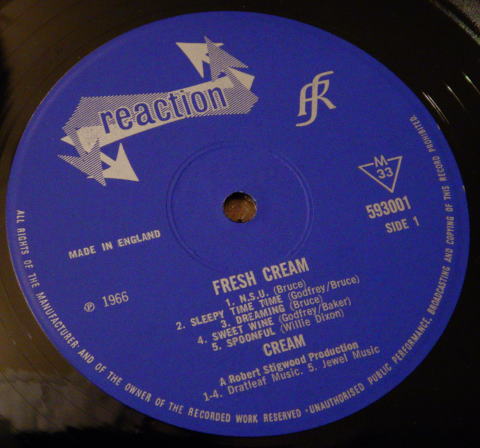 reaction
fR
M
33
593001
SIDE 1
MADE IN ENGLAND
℗ 1966
FRESH CREAM
1. N.S.U. (Bruce)
2. SLEEPY TIME TIME (Godfrey/Bruce)
3. DREAMING (Bruce)
4. SWEET WINE (Godfrey/Baker)
5. SPOONFUL (Willie Dixon)
CREAM
A Robert Stigwood Production
1-4. Dratleaf Music. 5. Jewel Music
ALL RIGHTS OF THE MANUFACTURER AND OF THE OWNER OF THE RECORDED WORK RESERVED · UNAUTHORISED PUBLIC PERFORMANCE, BROADCASTING AND COPYING OF THIS RECORD PROHIBITED.